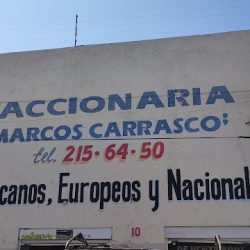 ACCIONARIA
MARCOS CARRASCO;
tel. 215·64·50
canos, Europeos y Nacional
10